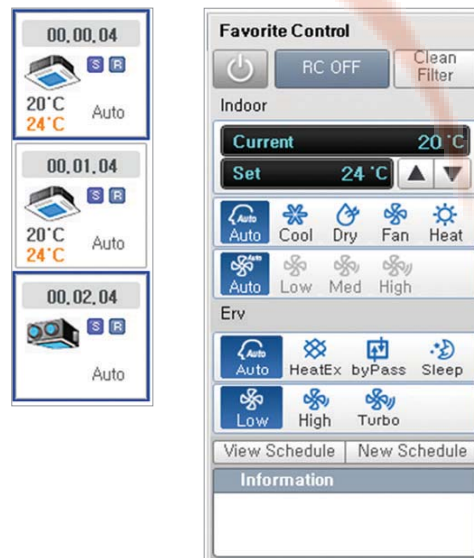 00,00,04
S R
20˚C
24˚C
Auto
00,01,04
S R
20˚C
24˚C
Auto
00,02,04
S R
Auto
Favorite Control
RC OFF
Clean
Filter
Indoor
Current 20 ˚C
Set 24 ˚C
Auto
Auto Cool Dry Fan Heat
Auto
Auto Low Med High
Erv
Auto
Auto HeatEx byPass Sleep
Low High Turbo
View Schedule New Schedule
Information